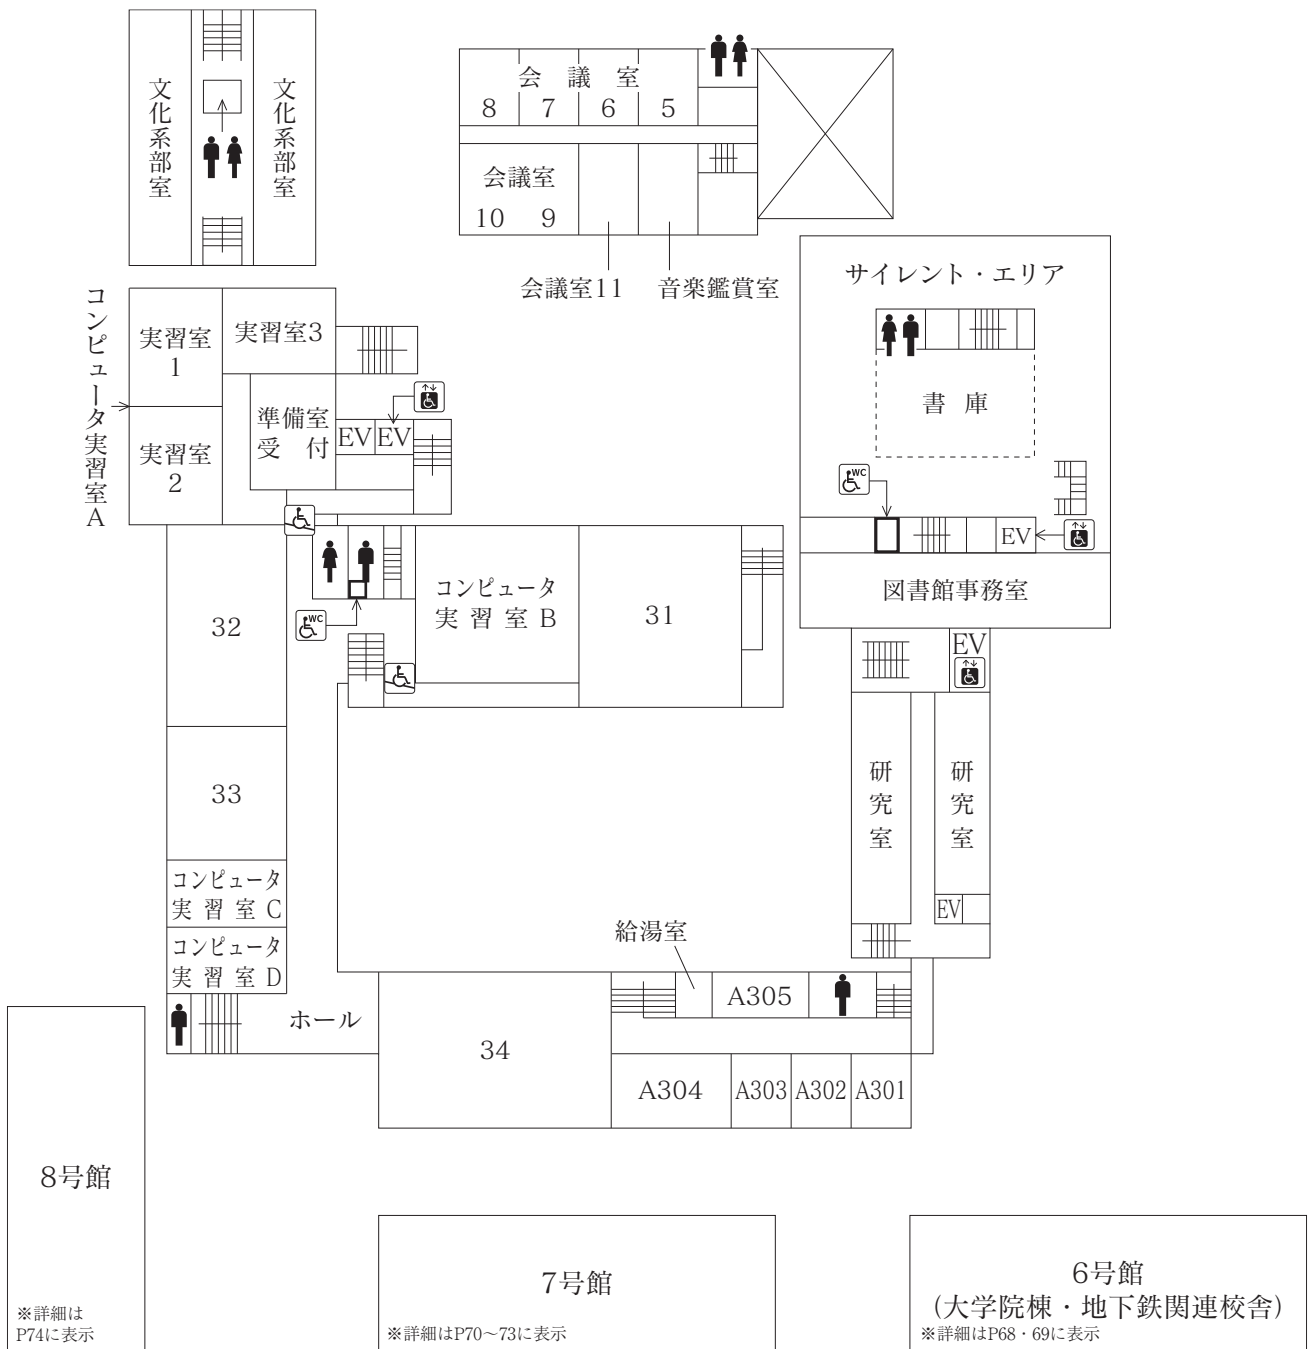 文化系部室
文化系部室
会議室
8 7 6 5
会議室
10 9
会議室11
音楽鑑賞室
サイレント・エリア
書庫
WC
EV
図書館事務室
コンピュータ実習室A
実習室
1
実習室3
準備室
受付
EV EV
実習室
2
コンピュータ
実習室B
31
WC
32
33
コンピュータ
実習室C
コンピュータ
実習室D
ホール
EV
研究室
研究室
EV
給湯室
A305
34
A304
A303
A302
A301
8号館
※詳細は
P74に表示
7号館
※詳細はP70〜73に表示
6号館
(大学院棟・地下鉄関連校舎)
※詳細はP68・69に表示